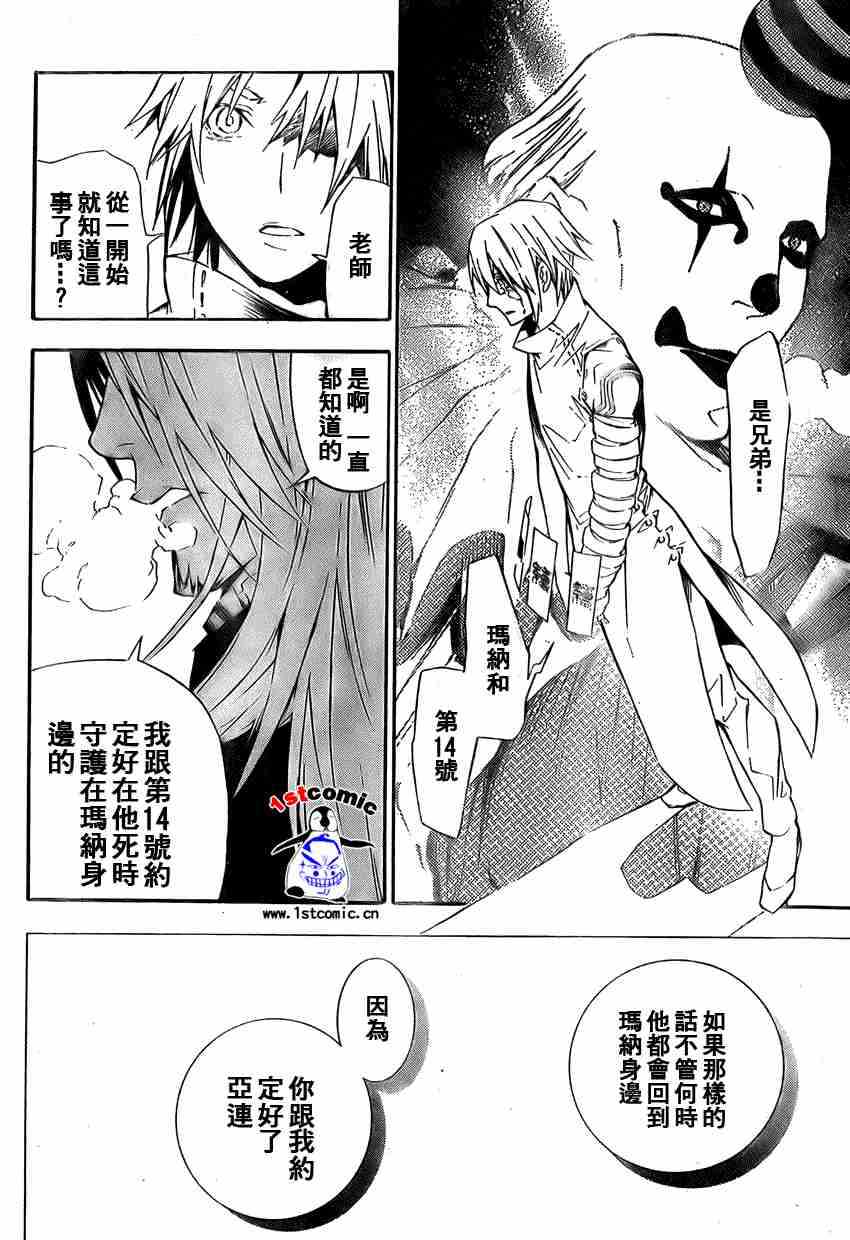 是兄弟…
瑪納和
第14號
老師
從一開始
就知道這
事了嗎…?
是啊 一直
都知道的
我跟第14號約
定好在他死時
守護在瑪納身
邊的
1stcomic
www.1stcomic.cn
如果那樣的
話不管何時
他都會回到
瑪納身邊
因為
你跟我約
定好了
亞連